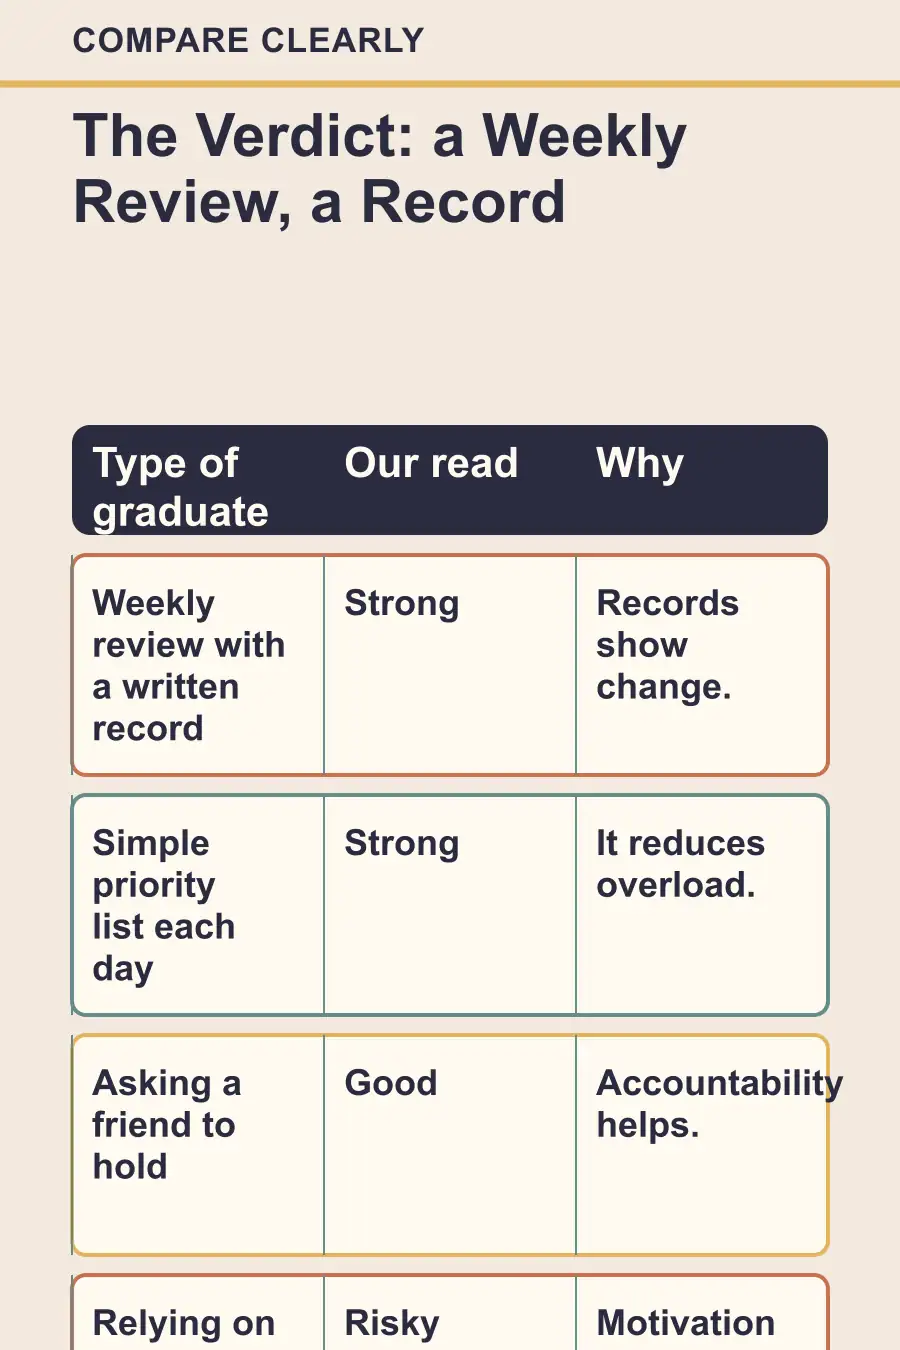 COMPARE CLEARLY
The Verdict: a Weekly
Review, a Record
Type of
graduate
Our read
Why
Weekly
review with
a written
record
Strong
Records
show
change.
Simple
priority
list each
day
Strong
It reduces
overload.
Asking a
friend to
hold
Good
Accountability
helps.
Relying on
Risky
Motivation